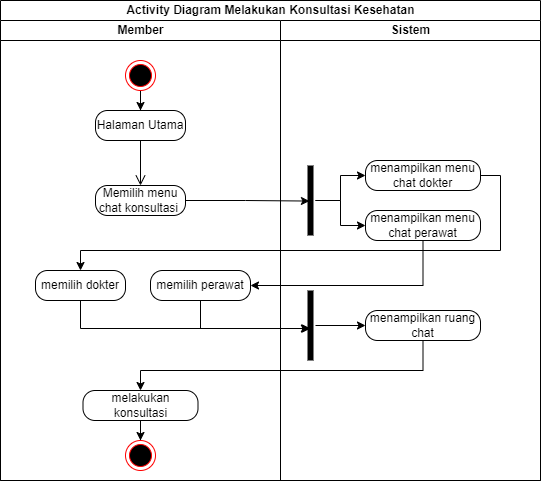 Activity Diagram Melakukan Konsultasi Kesehatan
Member
Sistem
Halaman Utama
Memilih menu
chat konsultasi
menampilkan menu
chat dokter
menampilkan menu
chat perawat
memilih dokter
memilih perawat
menampilkan ruang
chat
melakukan
konsultasi